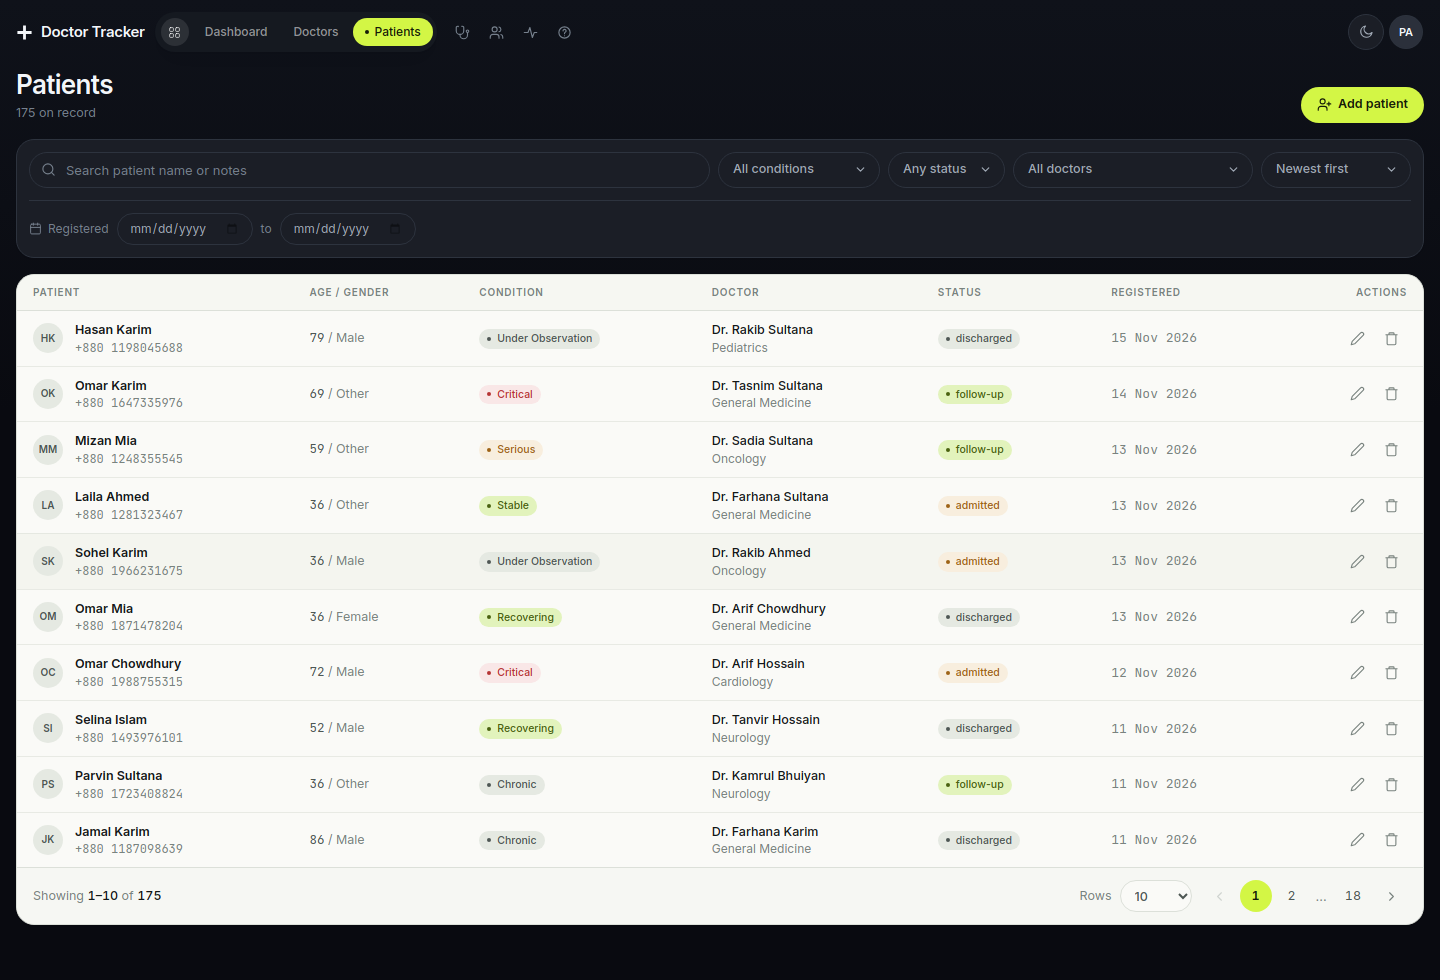 Doctor Tracker
Dashboard
Doctors
Patients
PA
Patients
175 on record
Add patient
Search patient name or notes
All conditions
Any status
All doctors
Newest first
Registered
mm/dd/yyyy
to
mm/dd/yyyy
PATIENT AGE / GENDER CONDITION DOCTOR STATUS REGISTERED ACTIONS
HK Hasan Karim 79 / Male Under Observation Dr. Rakib Sultana discharged 15 Nov 2026
+880 1198045688 Pediatrics
OK Omar Karim 69 / Other Critical Dr. Tasnim Sultana follow-up 14 Nov 2026
+880 1647335976 General Medicine
MM Mizan Mia 59 / Other Serious Dr. Sadia Sultana follow-up 13 Nov 2026
+880 1248355545 Oncology
LA Laila Ahmed 36 / Other Stable Dr. Farhana Sultana admitted 13 Nov 2026
+880 1281323467 General Medicine
SK Sohel Karim 36 / Male Under Observation Dr. Rakib Ahmed admitted 13 Nov 2026
+880 1966231675 Oncology
OM Omar Mia 36 / Female Recovering Dr. Arif Chowdhury discharged 13 Nov 2026
+880 1871478204 General Medicine
OC Omar Chowdhury 72 / Male Critical Dr. Arif Hossain admitted 12 Nov 2026
+880 1988755315 Cardiology
SI Selina Islam 52 / Male Recovering Dr. Tanvir Hossain discharged 11 Nov 2026
+880 1493976101 Neurology
PS Parvin Sultana 36 / Other Chronic Dr. Kamrul Bhuiyan follow-up 11 Nov 2026
+880 1723408824 Neurology
JK Jamal Karim 86 / Male Chronic Dr. Farhana Karim discharged 11 Nov 2026
+880 1187098639 General Medicine
Showing 1–10 of 175
Rows 10 1 2 ... 18